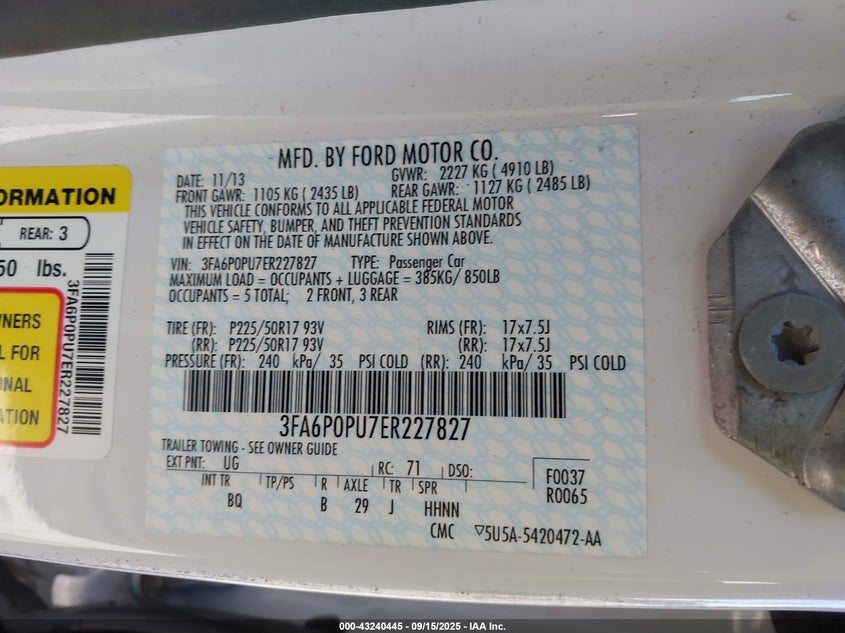 ORMATION
REAR: 3
50 lbs.
WNERS
L FOR
ONAL
ATION
3FA6P0PU7ER227827
MFD. BY FORD MOTOR CO.
DATE: 11/13 GVWR: 2227 KG ( 4910 LB)
FRONT GAWR: 1105 KG ( 2435 LB) REAR GAWR: 1127 KG ( 2485 LB)
THIS VEHICLE CONFORMS TO ALL APPLICABLE FEDERAL MOTOR
VEHICLE SAFETY, BUMPER, AND THEFT PREVENTION STANDARDS
IN EFFECT ON THE DATE OF MANUFACTURE SHOWN ABOVE.
VIN: 3FA6P0PU7ER227827 TYPE: Passenger Car
MAXIMUM LOAD = OCCUPANTS + LUGGAGE = 385KG/ 850LB
OCCUPANTS = 5 TOTAL; 2 FRONT, 3 REAR
TIRE (FR): P225/50R17 93V RIMS (FR): 17x7.5J
(RR): P225/50R17 93V (RR): 17x7.5J
PRESSURE (FR): 240 kPa/ 35 PSI COLD (RR): 240 kPa/ 35 PSI COLD
3FA6P0PU7ER227827
TRAILER TOWING - SEE OWNER GUIDE
EXT PNT: UG RC: 71 DSO: F0037
INT TR TP/PS R AXLE TR SPR R0065
BQ B 29 J HHNN
CMC ▽5U5A-5420472-AA
000-43240445 - 09/15/2025 - IAA Inc.